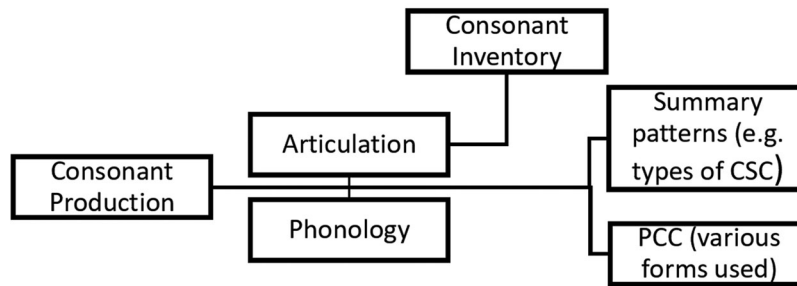 Consonant
Inventory
Articulation
Summary
patterns (e.g.
types of CSC)
Consonant
Production
Phonology
PCC (various
forms used)